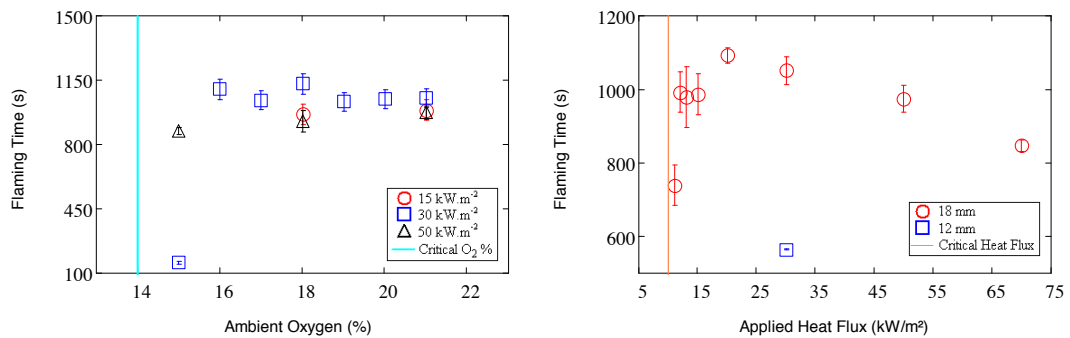 1500
1150
800
450
100
Flaming Time (s)
15 kW.m⁻²
30 kW.m⁻²
50 kW.m⁻²
Critical O₂ %
14 16 18 20 22
Ambient Oxygen (%)
1200
1000
800
600
Flaming Time (s)
18 mm
12 mm
Critical Heat Flux
5 15 25 35 45 55 65 75
Applied Heat Flux (kW/m²)